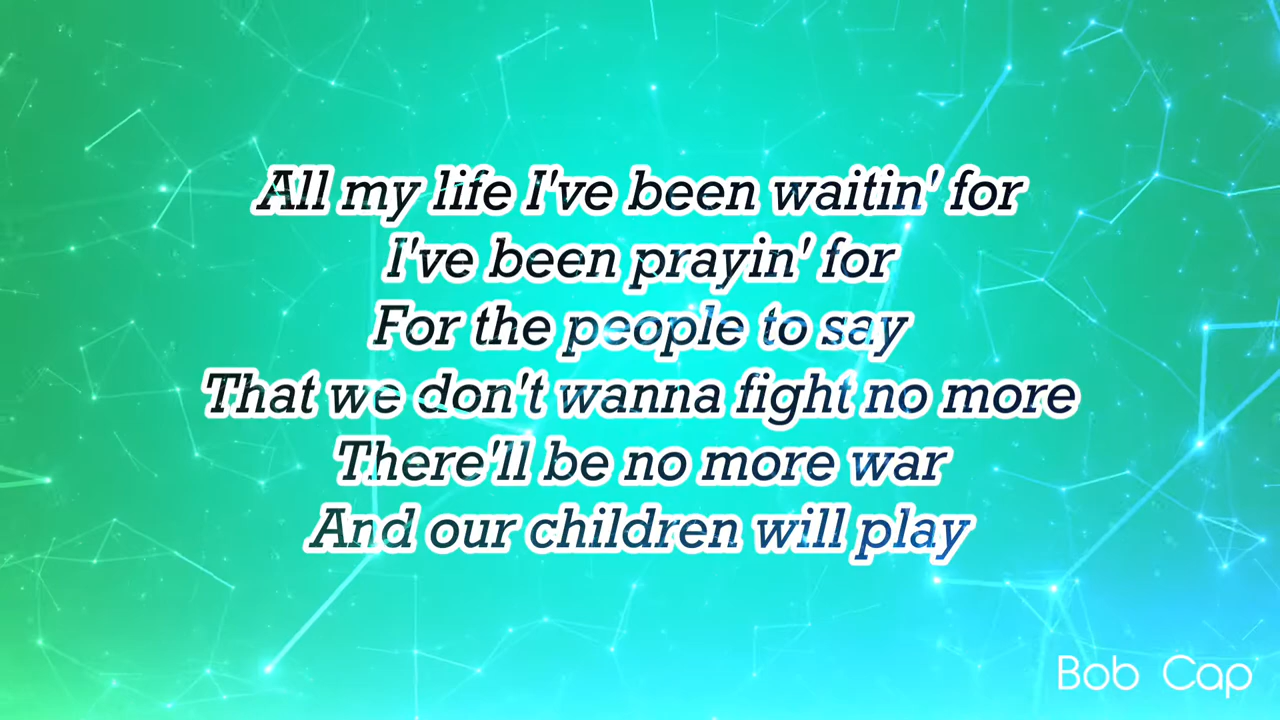 All my life I've been waitin' for
I've been prayin' for
For the people to say
That we don't wanna fight no more
There'll be no more war
And our children will play
Bob Cap